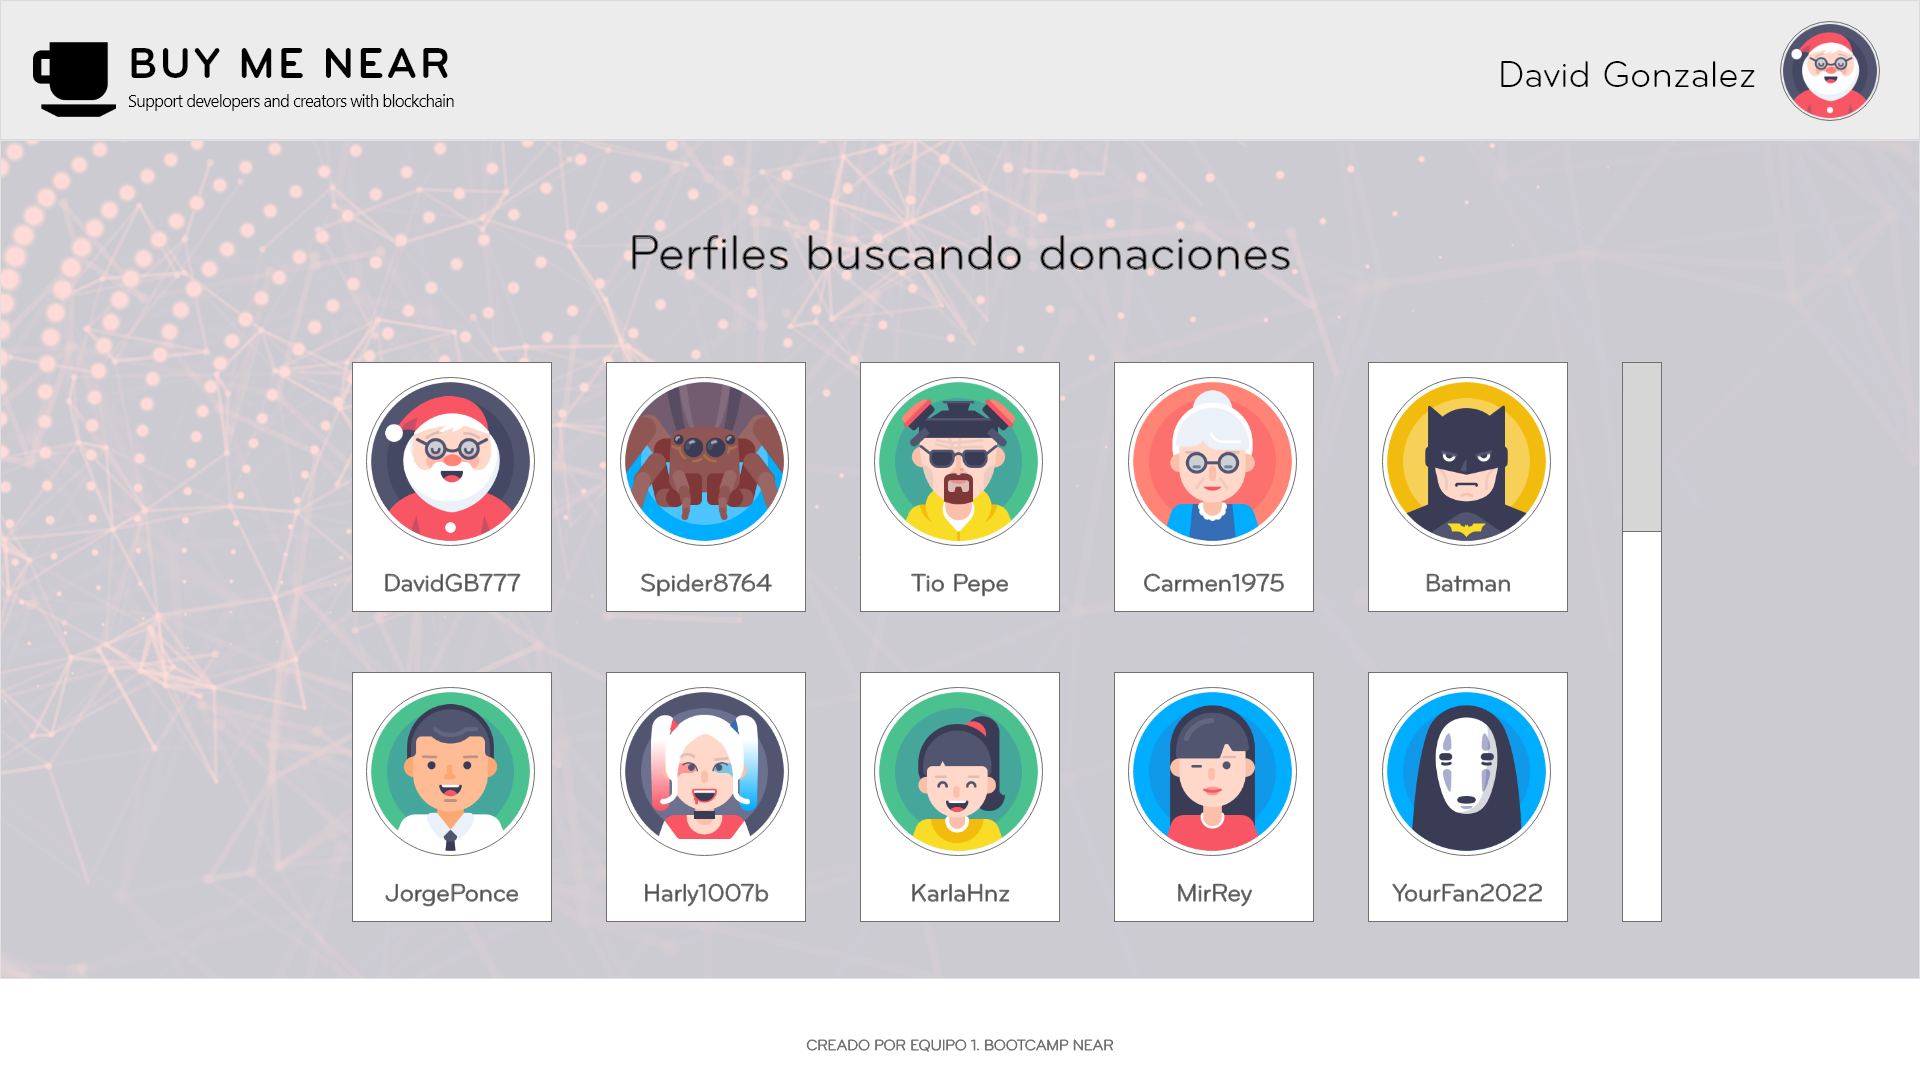 BUY ME NEAR
Support developers and creators with blockchain
David Gonzalez
Perfiles buscando donaciones
DavidGB777
Spider8764
Tio Pepe
Carmen1975
Batman
JorgePonce
Harly1007b
KarlaHnz
MirRey
YourFan2022
CREADO POR EQUIPO 1. BOOTCAMP NEAR